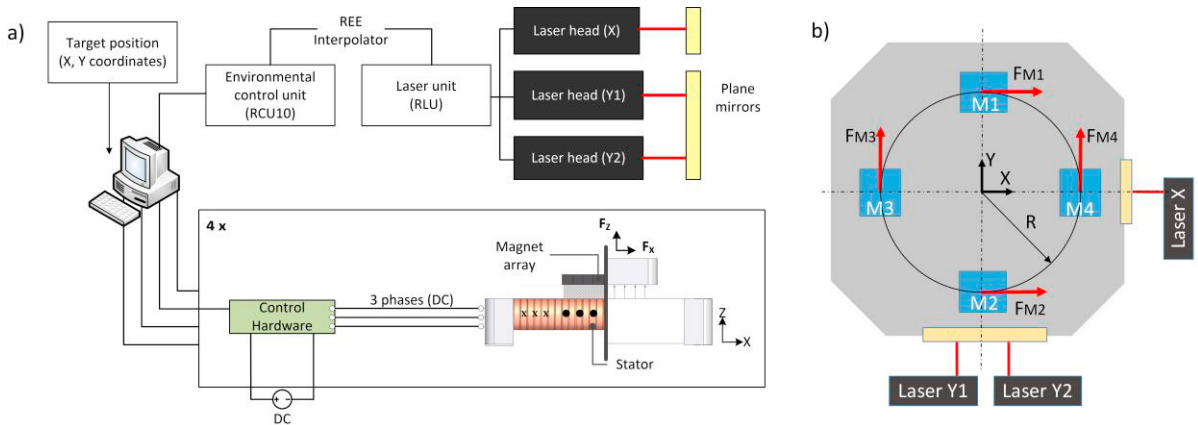 a)
Target position
(X, Y coordinates)
REE
Interpolator
Environmental
control unit
(RCU10)
Laser unit
(RLU)
Laser head (X)
Laser head (Y1)
Laser head (Y2)
Plane
mirrors
4 x
Control
Hardware
3 phases (DC)
DC
Magnet
array
Fz
Fx
x x x
Stator
Z
X
b)
FM1
M1
FM3
FM4
Y
X
M3
M4
R
Laser X
M2
FM2
Laser Y1
Laser Y2